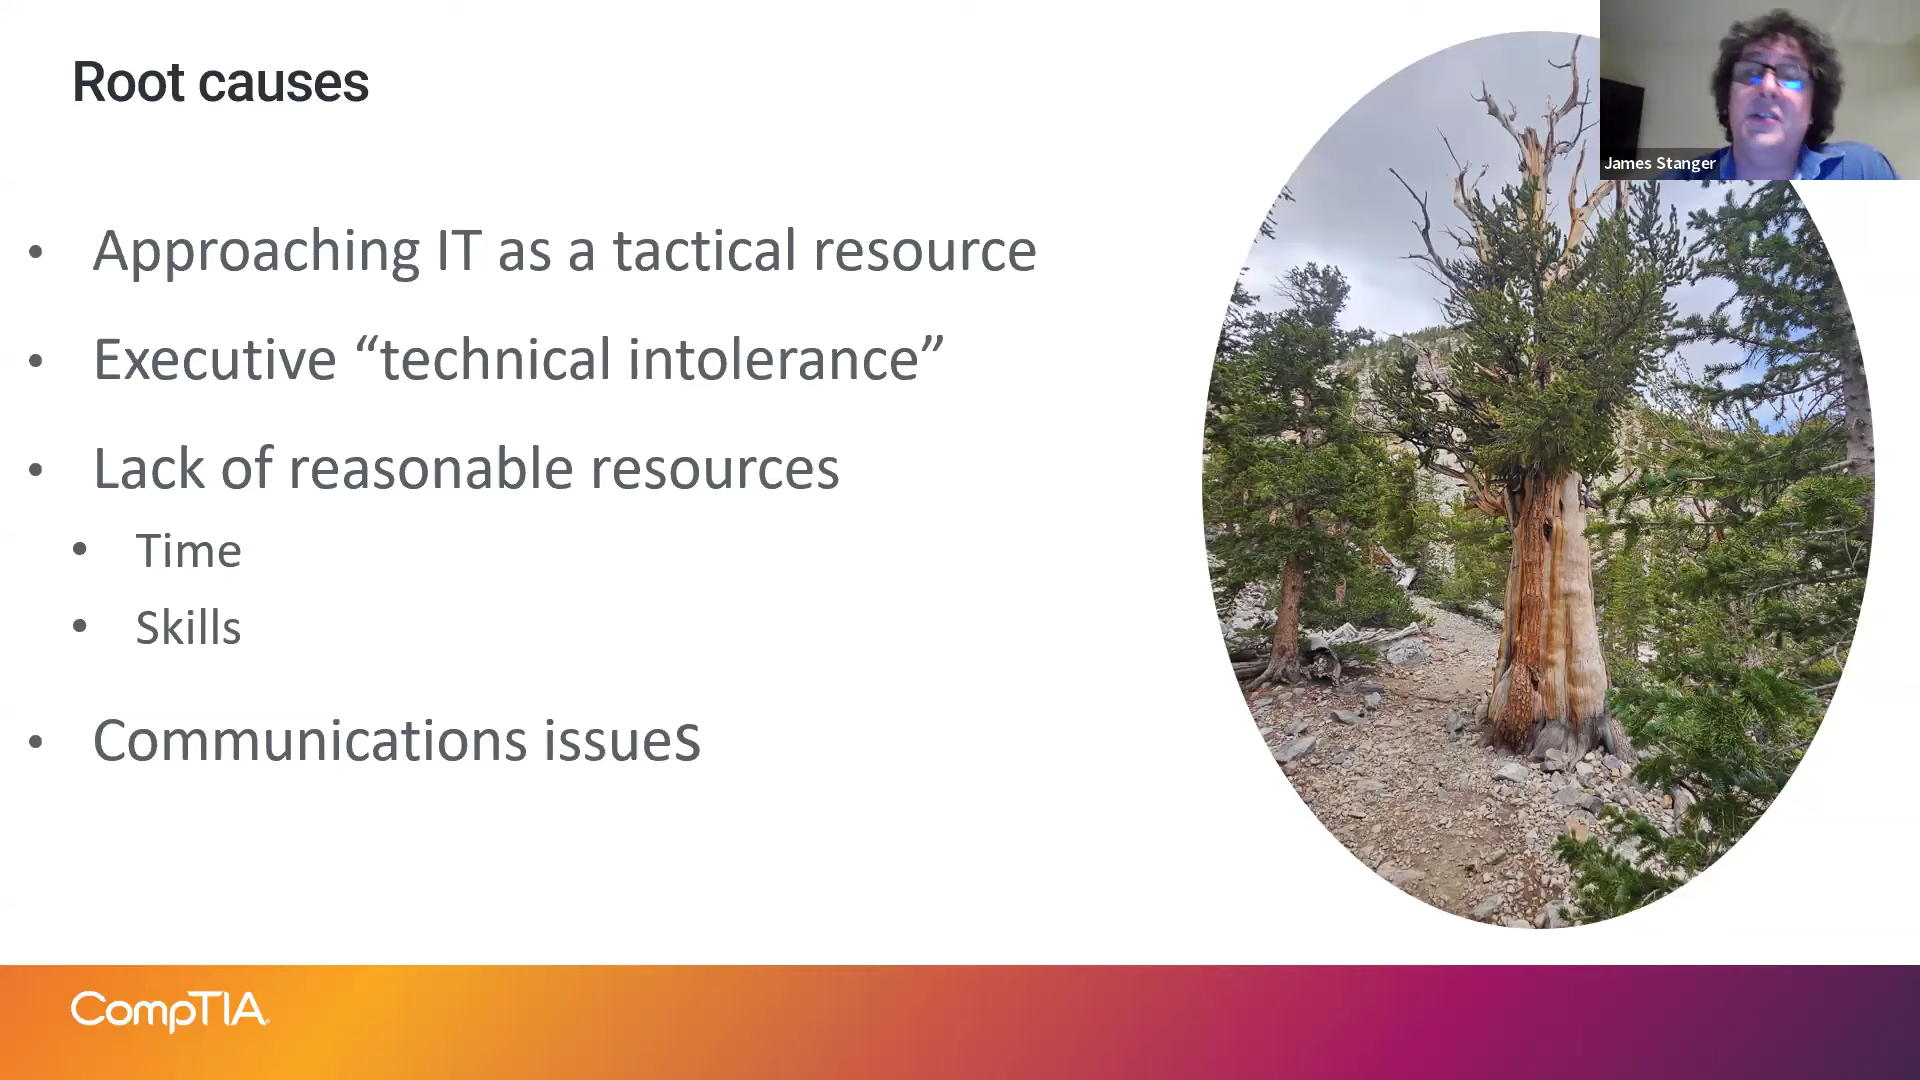 Root causes
James Stanger
• Approaching IT as a tactical resource
• Executive “technical intolerance”
• Lack of reasonable resources
• Time
• Skills
• Communications issues
CompTIA